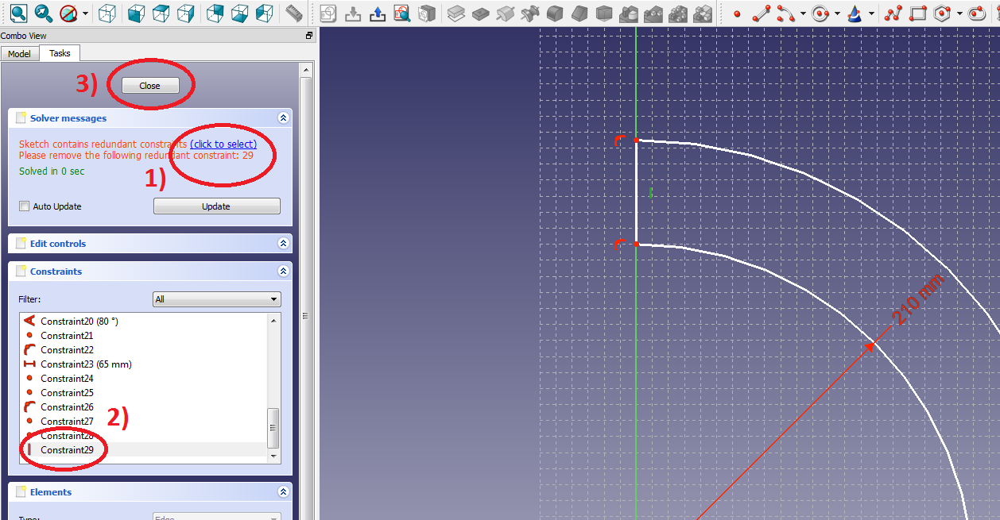 Combo View
Model
Tasks
3)
Close
Solver messages
Sketch contains redundant constraints (click to select)
Please remove the following redundant constraint: 29
Solved in 0 sec
1)
Auto Update
Update
Edit controls
Constraints
Filter:
All
Constraint20 (80 °)
Constraint21
Constraint22
Constraint23 (65 mm)
Constraint24
Constraint25
Constraint26
Constraint27
2)
Constraint28
Constraint29
Elements
Type:
Edge
210 mm